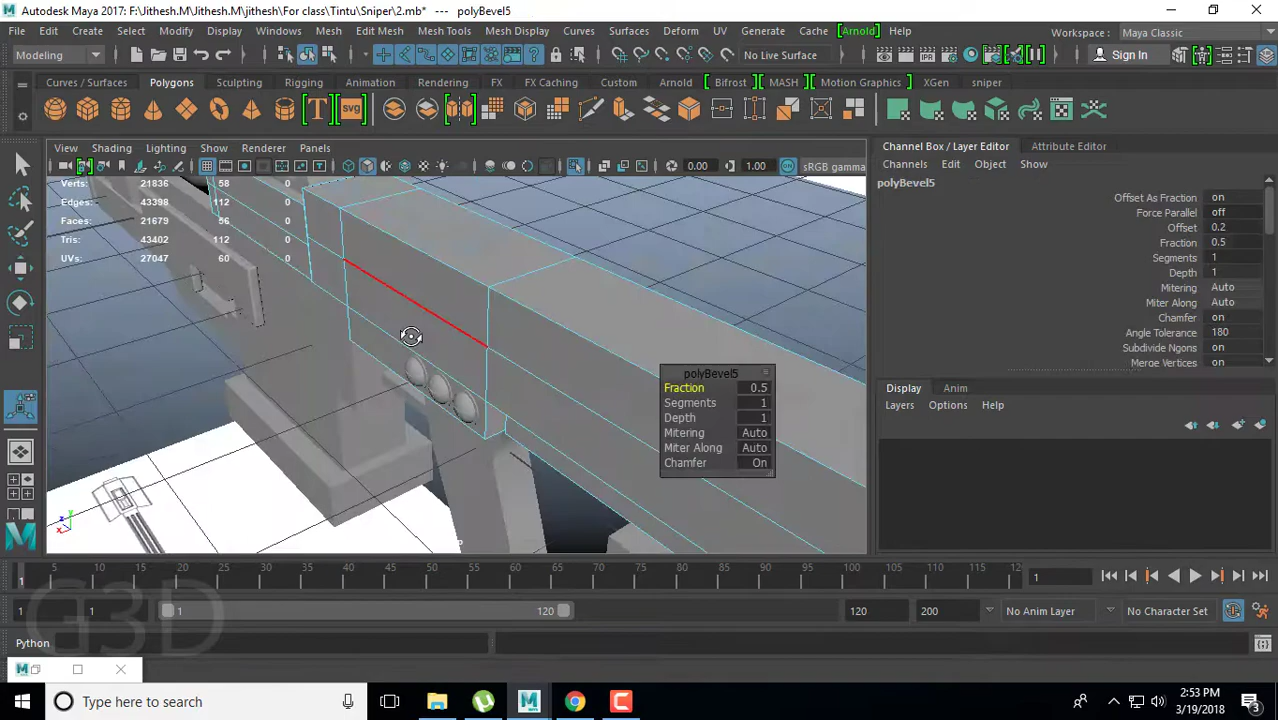 Autodesk Maya 2017: F:\Jithesh.M\Jithesh.M\jithesh\For class\Tintu\Sniper\2.mb* --- polyBevel5
File Edit Create Select Modify Display Windows Mesh Edit Mesh Mesh Tools Mesh Display Curves Surfaces Deform UV Generate Cache Arnold Help Workspace : Maya Classic
Modeling No Live Surface Sign In
Curves / Surfaces Polygons Sculpting Rigging Animation Rendering FX FX Caching Custom Arnold Bifrost MASH Motion Graphics XGen sniper
T SVG
View Shading Lighting Show Renderer Panels
0.00 1.00 sRGB gamma
Channel Box / Layer Editor Attribute Editor
Channels Edit Object Show
polyBevel5
Offset As Fraction on
Force Parallel off
Offset 0.2
Fraction 0.5
Segments 1
Depth 1
Mitering Auto
Miter Along Auto
Chamfer on
Angle Tolerance 180
Subdivide Ngons on
Merge Vertices on
Verts: 21836 58 0
Edges: 43398 112 0
Faces: 21679 56 0
Tris: 43402 112 0
UVs: 27047 60 0
polyBevel5
Fraction 0.5
Segments 1
Depth 1
Mitering Auto
Miter Along Auto
Chamfer On
Display Anim
Layers Options Help
1 5 10 15 20 25 30 35 40 45 50 55 60 65 70 75 80 85 90 95 100 105 110 115 12
1
1 1 1 120 120 200 No Anim Layer No Character Set
G3D
Python
Type here to search
2:53 PM
3/19/2018
3